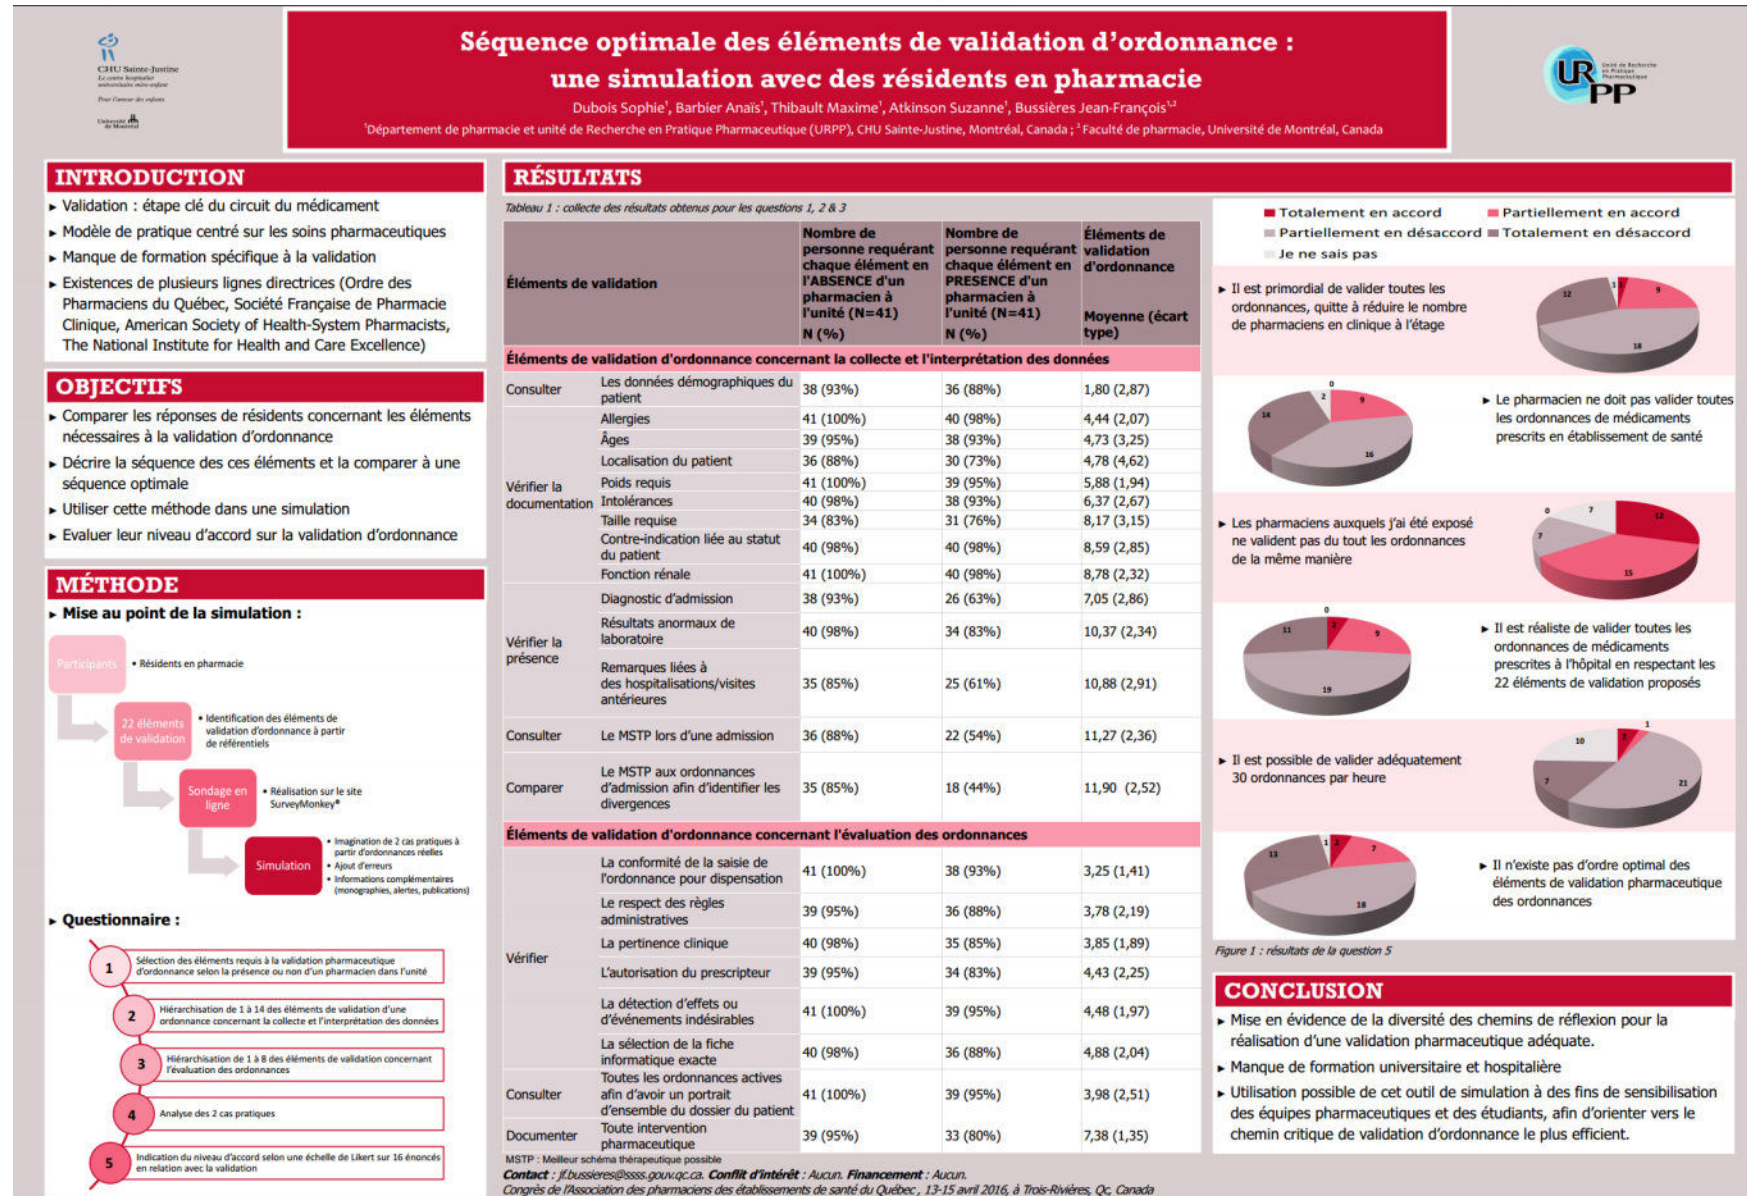 CHU Sainte-Justine
Le centre hospitalier
universitaire mère-enfant
Pour l'amour des enfants
Université
de Montréal
Séquence optimale des éléments de validation d'ordonnance :
une simulation avec des résidents en pharmacie
Dubois Sophie¹, Barbier Anaïs¹, Thibault Maxime¹, Atkinson Suzanne¹, Bussières Jean-François¹,²
¹Département de pharmacie et unité de Recherche en Pratique Pharmaceutique (URPP), CHU Sainte-Justine, Montréal, Canada ; ² Faculté de pharmacie, Université de Montréal, Canada
URPP
Unité de Recherche
en Pratique
Pharmaceutique
INTRODUCTION
► Validation : étape clé du circuit du médicament
► Modèle de pratique centré sur les soins pharmaceutiques
► Manque de formation spécifique à la validation
► Existences de plusieurs lignes directrices (Ordre des
Pharmaciens du Québec, Société Française de Pharmacie
Clinique, American Society of Health-System Pharmacists,
The National Institute for Health and Care Excellence)
OBJECTIFS
► Comparer les réponses de résidents concernant les éléments
nécessaires à la validation d'ordonnance
► Décrire la séquence des ces éléments et la comparer à une
séquence optimale
► Utiliser cette méthode dans une simulation
► Evaluer leur niveau d'accord sur la validation d'ordonnance
MÉTHODE
► Mise au point de la simulation :
Participants
• Résidents en pharmacie
22 éléments
de validation
• Identification des éléments de
validation d'ordonnance à partir
de référentiels
Sondage en
ligne
• Réalisation sur le site
SurveyMonkey®
Simulation
• Imagination de 2 cas pratiques à
partir d'ordonnances réelles
• Ajout d'erreurs
• Informations complémentaires
(monographies, alertes, publications)
► Questionnaire :
1
Sélection des éléments requis à la validation pharmaceutique
d'ordonnance selon la présence ou non d'un pharmacien dans l'unité
2
Hiérarchisation de 1 à 14 des éléments de validation d'une
ordonnance concernant la collecte et l'interprétation des données
3
Hiérarchisation de 1 à 8 des éléments de validation concernant
l'évaluation des ordonnances
4
Analyse des 2 cas pratiques
5
Indication du niveau d'accord selon une échelle de Likert sur 16 énoncés
en relation avec la validation
RÉSULTATS
Tableau 1 : collecte des résultats obtenus pour les questions 1, 2 & 3
Éléments de validation
Nombre de
personne requérant
chaque élément en
l'ABSENCE d'un
pharmacien à
l'unité (N=41)
N (%)
Nombre de
personne requérant
chaque élément en
PRESENCE d'un
pharmacien à
l'unité (N=41)
N (%)
Éléments de
validation
d'ordonnance
Moyenne (écart
type)
Éléments de validation d'ordonnance concernant la collecte et l'interprétation des données
Consulter
Les données démographiques du
patient
38 (93%) 36 (88%) 1,80 (2,87)
Vérifier la
documentation
Allergies 41 (100%) 40 (98%) 4,44 (2,07)
Âges 39 (95%) 38 (93%) 4,73 (3,25)
Localisation du patient 36 (88%) 30 (73%) 4,78 (4,62)
Poids requis 41 (100%) 39 (95%) 5,88 (1,94)
Intolérances 40 (98%) 38 (93%) 6,37 (2,67)
Taille requise 34 (83%) 31 (76%) 8,17 (3,15)
Contre-indication liée au statut
du patient
40 (98%) 40 (98%) 8,59 (2,85)
Fonction rénale 41 (100%) 40 (98%) 8,78 (2,32)
Vérifier la
présence
Diagnostic d'admission 38 (93%) 26 (63%) 7,05 (2,86)
Résultats anormaux de
laboratoire
40 (98%) 34 (83%) 10,37 (2,34)
Remarques liées à
des hospitalisations/visites
antérieures
35 (85%) 25 (61%) 10,88 (2,91)
Consulter Le MSTP lors d'une admission 36 (88%) 22 (54%) 11,27 (2,36)
Comparer
Le MSTP aux ordonnances
d'admission afin d'identifier les
divergences
35 (85%) 18 (44%) 11,90 (2,52)
Éléments de validation d'ordonnance concernant l'évaluation des ordonnances
Vérifier
La conformité de la saisie de
l'ordonnance pour dispensation
41 (100%) 38 (93%) 3,25 (1,41)
Le respect des règles
administratives
39 (95%) 36 (88%) 3,78 (2,19)
La pertinence clinique 40 (98%) 35 (85%) 3,85 (1,89)
L'autorisation du prescripteur 39 (95%) 34 (83%) 4,43 (2,25)
La détection d'effets ou
d'événements indésirables
41 (100%) 39 (95%) 4,48 (1,97)
La sélection de la fiche
informatique exacte
40 (98%) 36 (88%) 4,88 (2,04)
Consulter
Toutes les ordonnances actives
afin d'avoir un portrait
d'ensemble du dossier du patient
41 (100%) 39 (95%) 3,98 (2,51)
Documenter
Toute intervention
pharmaceutique
39 (95%) 33 (80%) 7,38 (1,35)
MSTP : Meilleur schéma thérapeutique possible
Contact : jf.bussieres@ssss.gouv.qc.ca. Conflit d'intérêt : Aucun. Financement : Aucun.
Congrès de l'Association des pharmaciens des établissements de santé du Québec , 13-15 avril 2016, à Trois-Rivières, Qc, Canada
Totalement en accord Partiellement en accord
Partiellement en désaccord Totalement en désaccord
Je ne sais pas
► Il est primordial de valider toutes les
ordonnances, quitte à réduire le nombre
de pharmaciens en clinique à l'étage
12 1 1 9 18
0 2 9 14 16
► Le pharmacien ne doit pas valider toutes
les ordonnances de médicaments
prescrits en établissement de santé
► Les pharmaciens auxquels j'ai été exposé
ne valident pas du tout les ordonnances
de la même manière
0 7 12 7 15
0 2 9 11 19
► Il est réaliste de valider toutes les
ordonnances de médicaments
prescrites à l'hôpital en respectant les
22 éléments de validation proposés
► Il est possible de valider adéquatement
30 ordonnances par heure
10 2 1 7 21
1 2 7 13 18
► Il n'existe pas d'ordre optimal des
éléments de validation pharmaceutique
des ordonnances
Figure 1 : résultats de la question 5
CONCLUSION
► Mise en évidence de la diversité des chemins de réflexion pour la
réalisation d'une validation pharmaceutique adéquate.
► Manque de formation universitaire et hospitalière
► Utilisation possible de cet outil de simulation à des fins de sensibilisation
des équipes pharmaceutiques et des étudiants, afin d'orienter vers le
chemin critique de validation d'ordonnance le plus efficient.